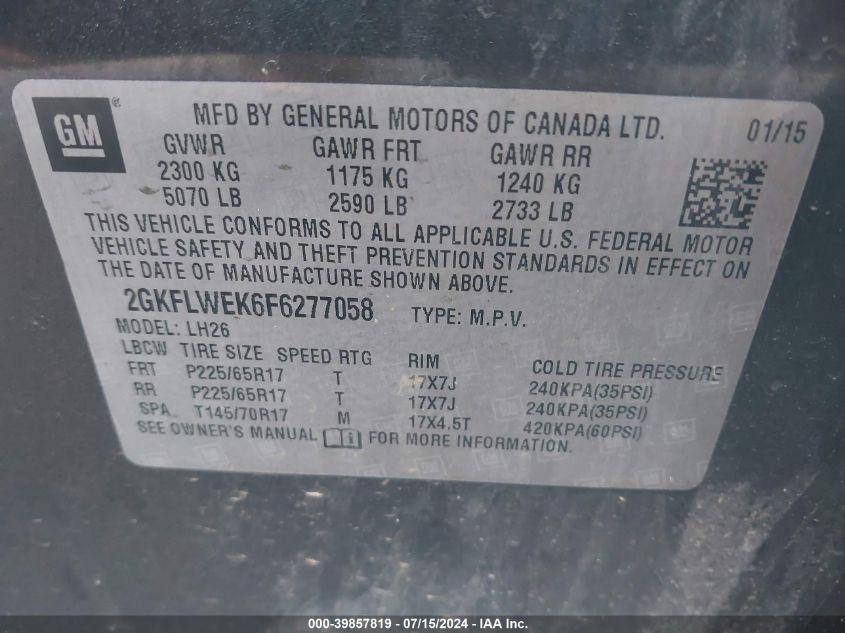 GM ®
MFD BY GENERAL MOTORS OF CANADA LTD. 01/15
GVWR GAWR FRT GAWR RR
2300 KG 1175 KG 1240 KG
5070 LB 2590 LB 2733 LB
THIS VEHICLE CONFORMS TO ALL APPLICABLE U.S. FEDERAL MOTOR
VEHICLE SAFETY AND THEFT PREVENTION STANDARDS IN EFFECT ON
THE DATE OF MANUFACTURE SHOWN ABOVE.
2GKFLWEK6F6277058 TYPE: M.P.V.
MODEL: LH26
LBCW TIRE SIZE SPEED RTG RIM COLD TIRE PRESSURE
FRT P225/65R17 T 17X7J 240KPA(35PSI)
RR P225/65R17 T 17X7J 240KPA(35PSI)
SPA T145/70R17 M 17X4.5T 420KPA(60PSI)
SEE OWNER'S MANUAL FOR MORE INFORMATION.
000-39857819 - 07/15/2024 - IAA Inc.